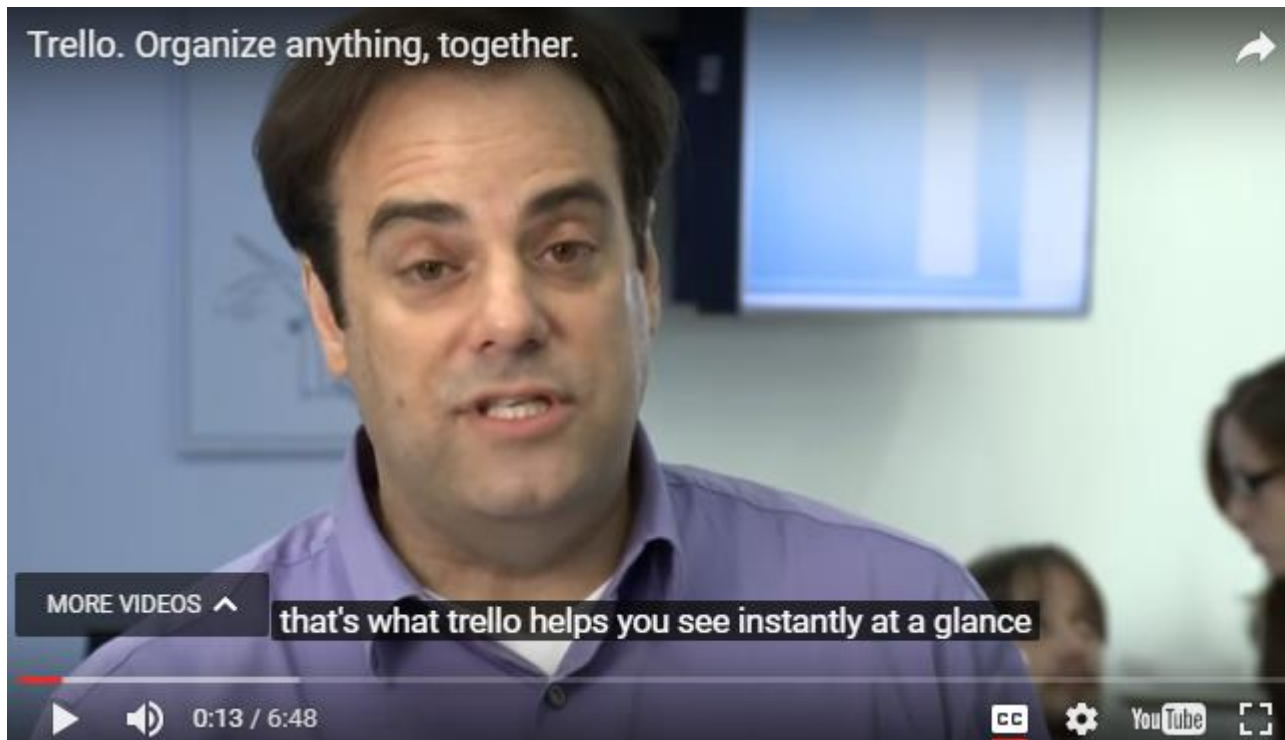 Trello. Organize anything, together.
MORE VIDEOS
that's what trello helps you see instantly at a glance
0:13 / 6:48
CC
YouTube